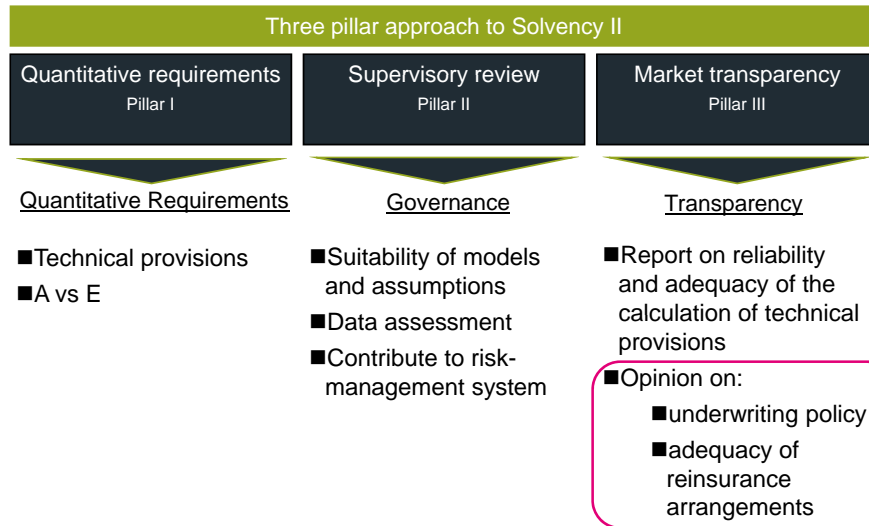 Three pillar approach to Solvency II
Quantitative requirements
Pillar I
Supervisory review
Pillar II
Market transparency
Pillar III
Quantitative Requirements
■Technical provisions
■A vs E
Governance
■Suitability of models
and assumptions
■Data assessment
■Contribute to risk-
management system
Transparency
■Report on reliability
and adequacy of the
calculation of technical
provisions
■Opinion on:
■underwriting policy
■adequacy of
reinsurance
arrangements